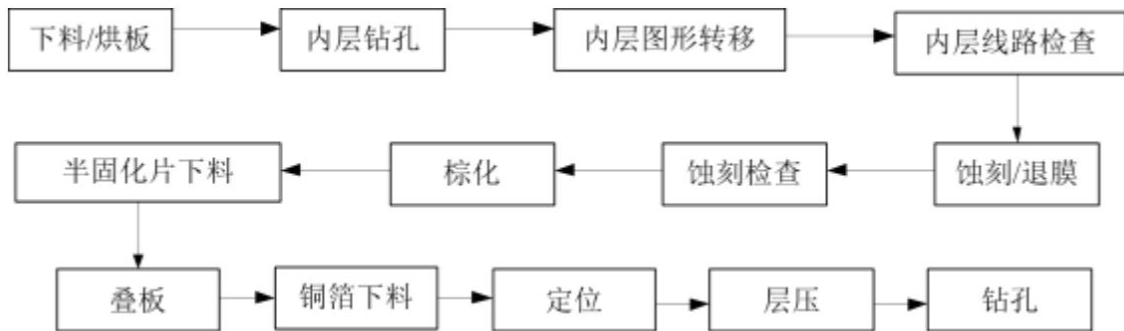 下料/烘板
内层钻孔
内层图形转移
内层线路检查
蚀刻/退膜
蚀刻检查
棕化
半固化片下料
叠板
铜箔下料
定位
层压
钻孔